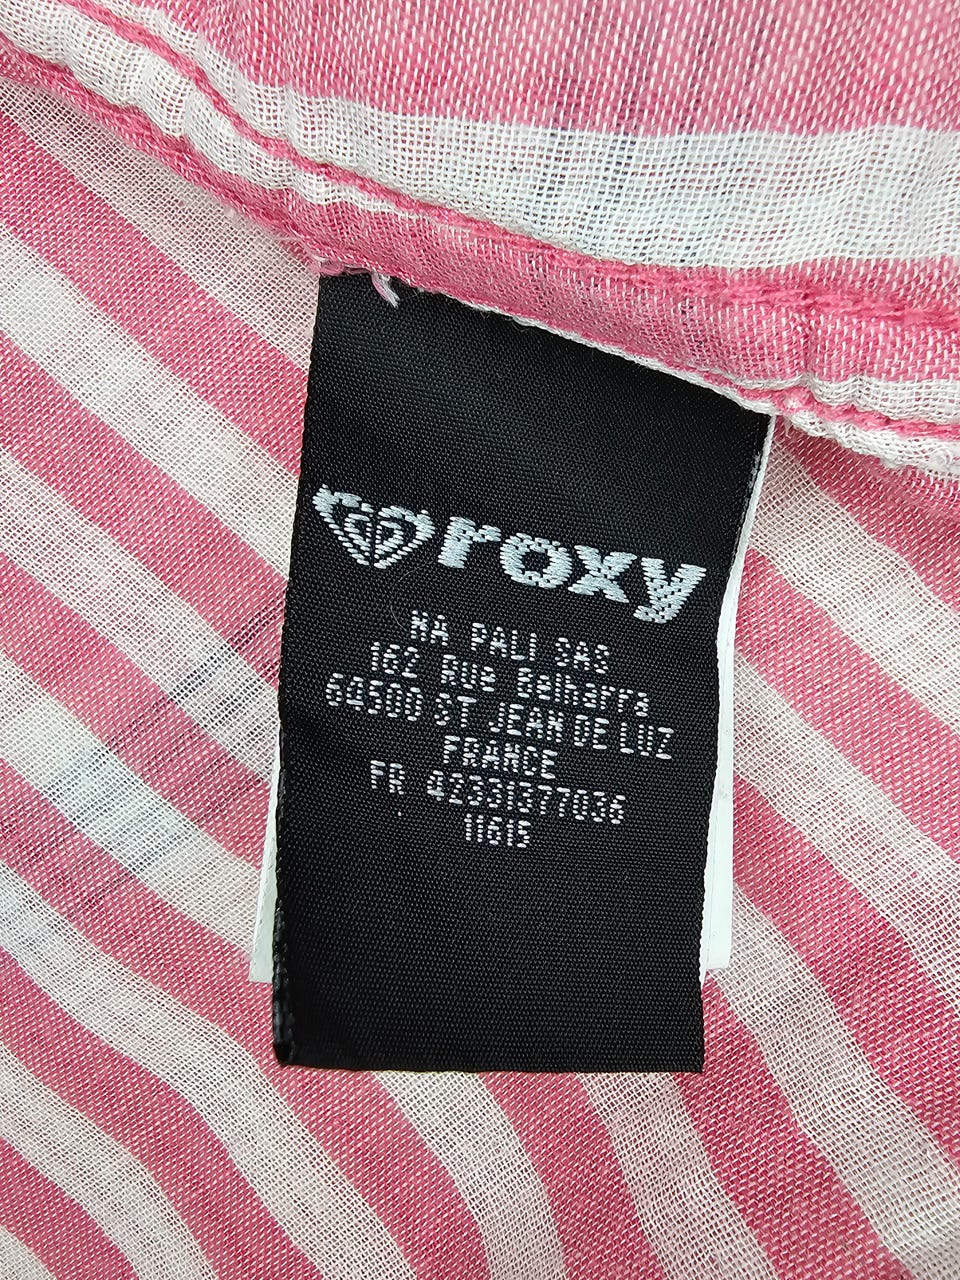 roxy
NA PALI SAS
162 Rue Belharra
64500 ST JEAN DE LUZ
FRANCE
FR 42331377036
11615